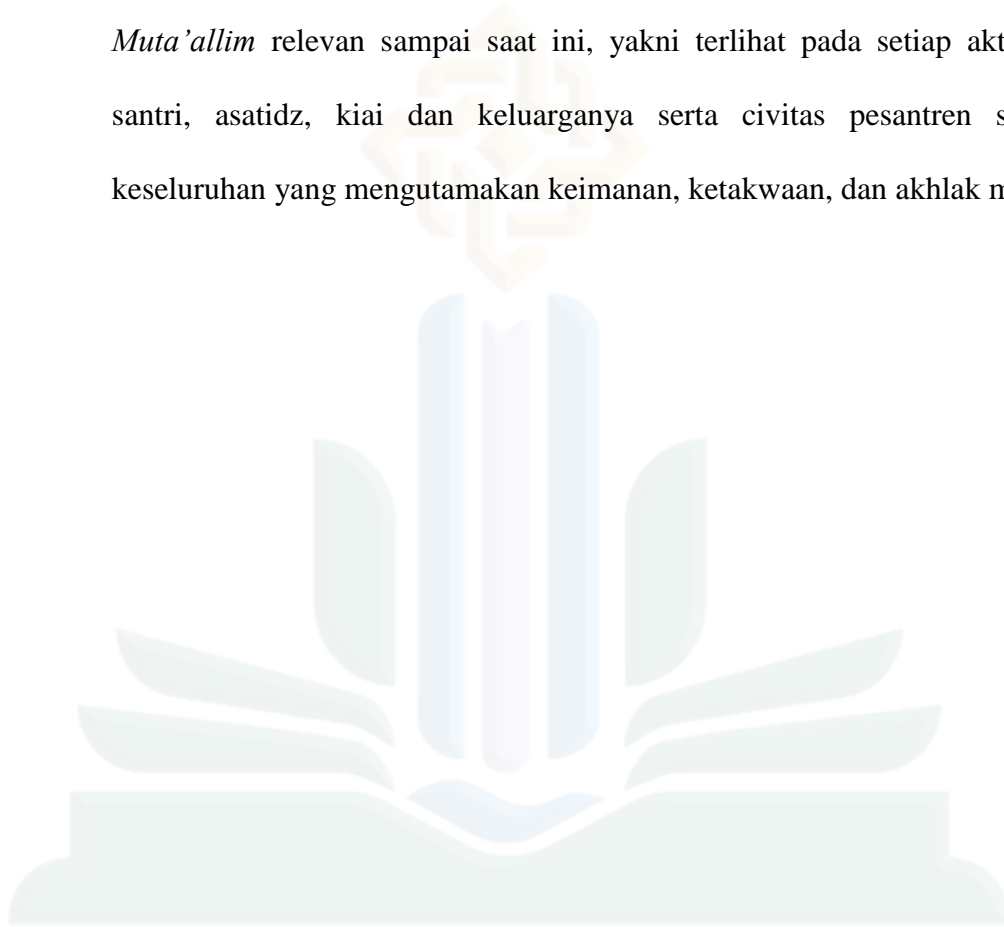 Muta’allim relevan sampai saat ini, yakni terlihat pada setiap
santri, asatidz, kiai dan keluarganya serta civitas pesantren
keseluruhan yang mengutamakan keimanan, ketakwaan, dan akhlak